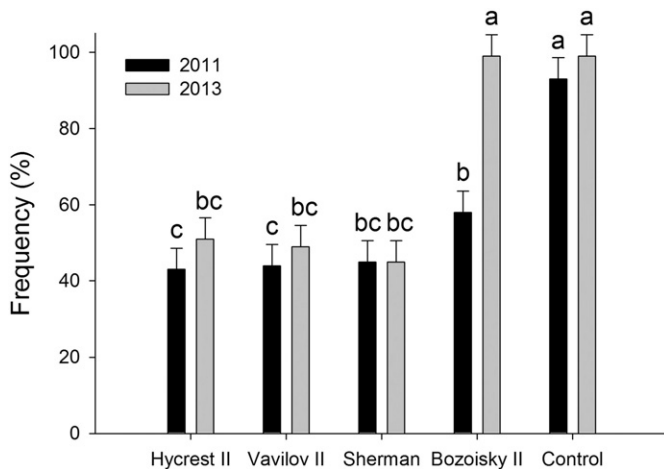 Frequency (%)
100
80
60
40
20
0
2011
2013
c
bc
c
bc
bc
bc
b
a
a
a
Hycrest II
Vavilov II
Sherman
Bozoisky II
Control